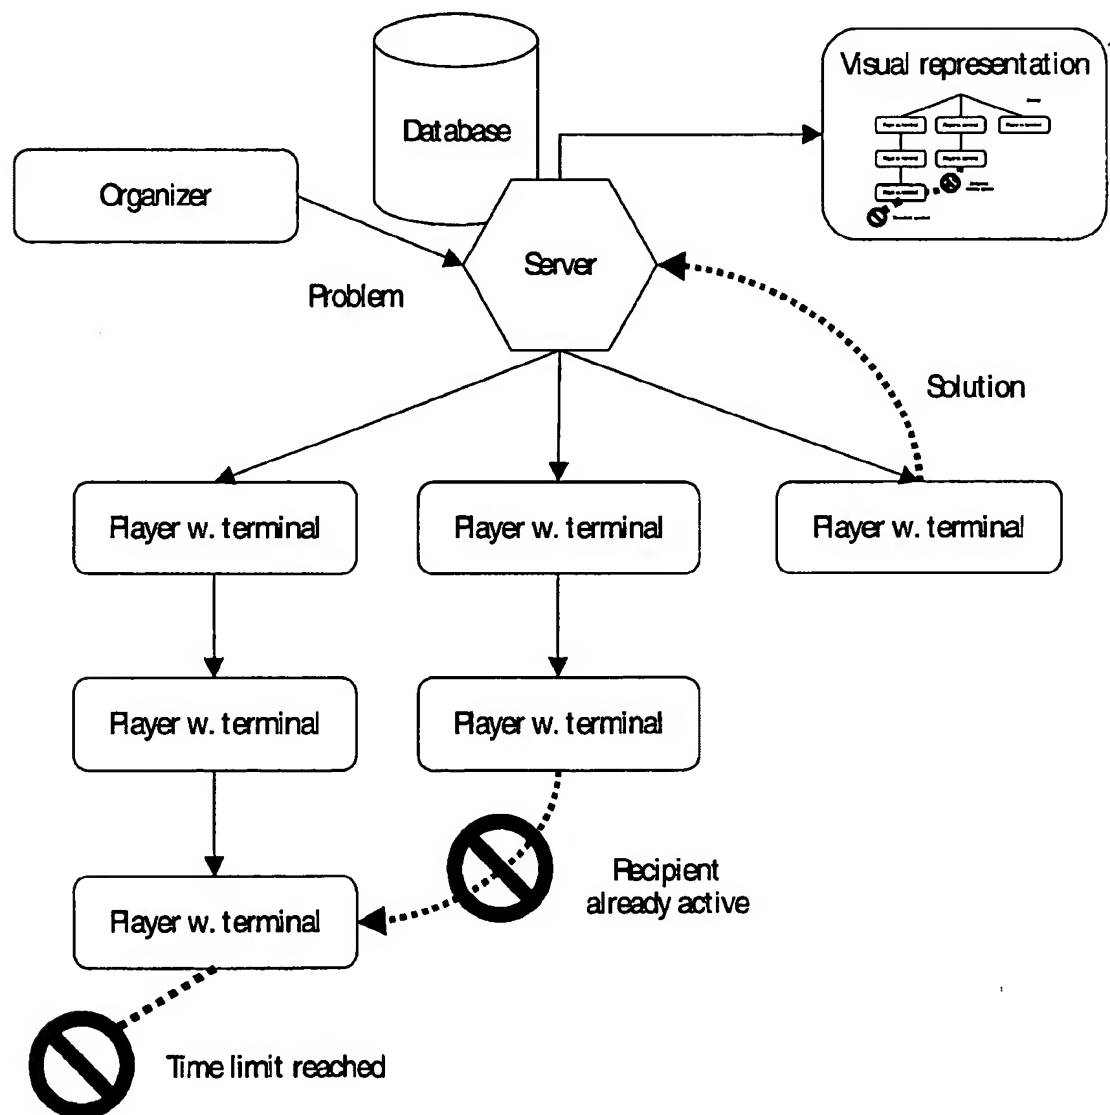 Visual representation
Database
Organizer
Server
Problem
Solution
Player w. terminal
Player w. terminal
Player w. terminal
Player w. terminal
Player w. terminal
Recipient
already active
Player w. terminal
Time limit reached